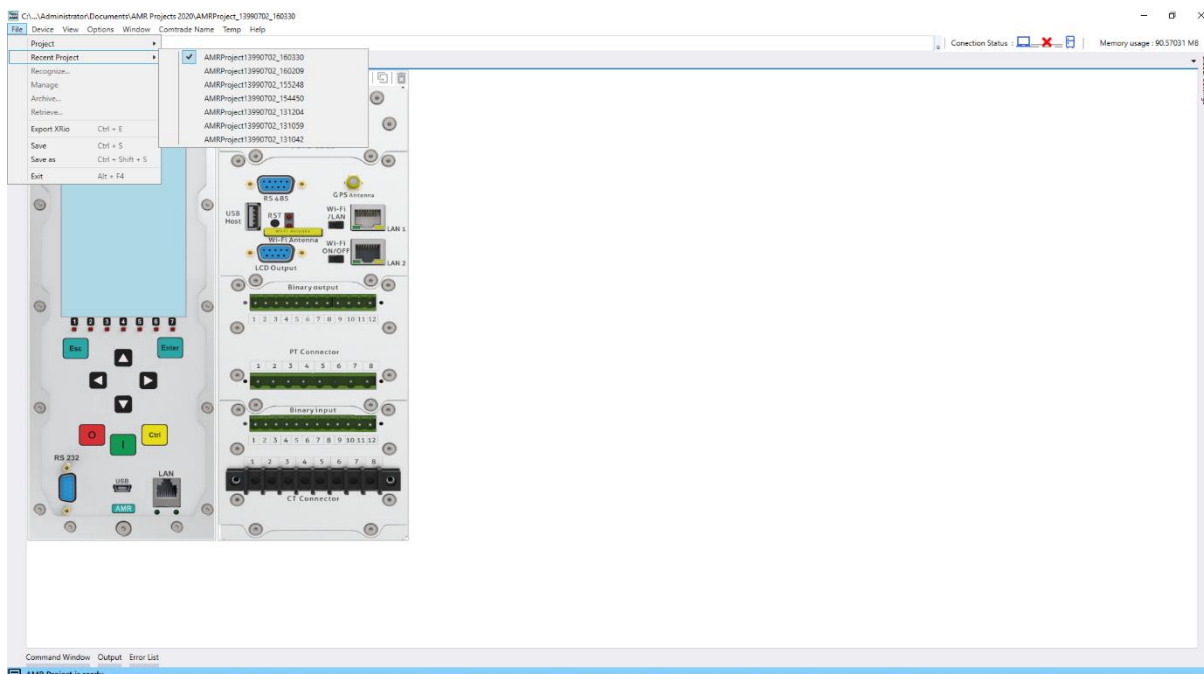 C:\...\Administrator\Documents\AMR Projects 2020\AMRProject_13990702_160330
File Device View Options Window Comtrade Name Temp Help
Conection Status :
Memory usage : 90.57031 MB
Project
Recent Project
Recognize...
Manage
Archive...
Retrieve...
Export XRio Ctrl + E
Save Ctrl + S
Save as Ctrl + Shift + S
Exit Alt + F4
AMRProject13990702_160330
AMRProject13990702_160209
AMRProject13990702_155248
AMRProject13990702_154450
AMRProject13990702_131204
AMRProject13990702_131059
AMRProject13990702_131042
1 2 3 4 5 6 7
Esc
Enter
O
I
Ctrl
RS 232
USB
LAN
AMR
RS 485
GPS Antenna
USB Host
RST
Wi-Fi /LAN
LAN 1
Wi-Fi Antenna
Wi-Fi ON/OFF
LCD Output
LAN 2
Binary output
1 2 3 4 5 6 7 8 9 10 11 12
PT Connector
1 2 3 4 5 6 7 8
Binary input
1 2 3 4 5 6 7 8 9 10 11 12
1 2 3 4 5 6 7 8
CT Connector
Command Window Output Error List
AMR Project is ready